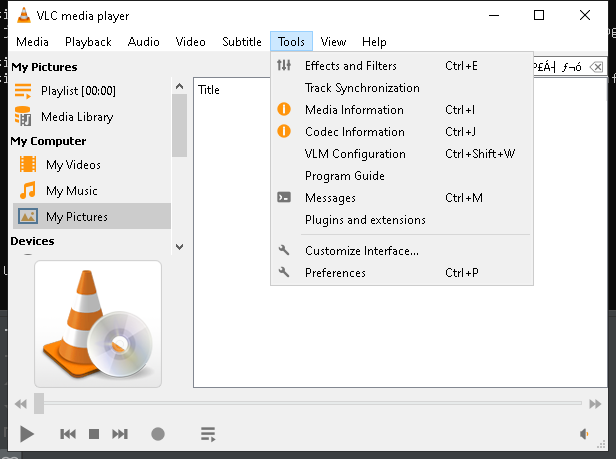 VLC media player
Media Playback Audio Video Subtitle Tools View Help
My Pictures
Playlist [00:00]
Media Library
My Computer
My Videos
My Music
My Pictures
Devices
Title
Effects and Filters Ctrl+E
Track Synchronization
Media Information Ctrl+I
Codec Information Ctrl+J
VLM Configuration Ctrl+Shift+W
Program Guide
Messages Ctrl+M
Plugins and extensions
Customize Interface...
Preferences Ctrl+P